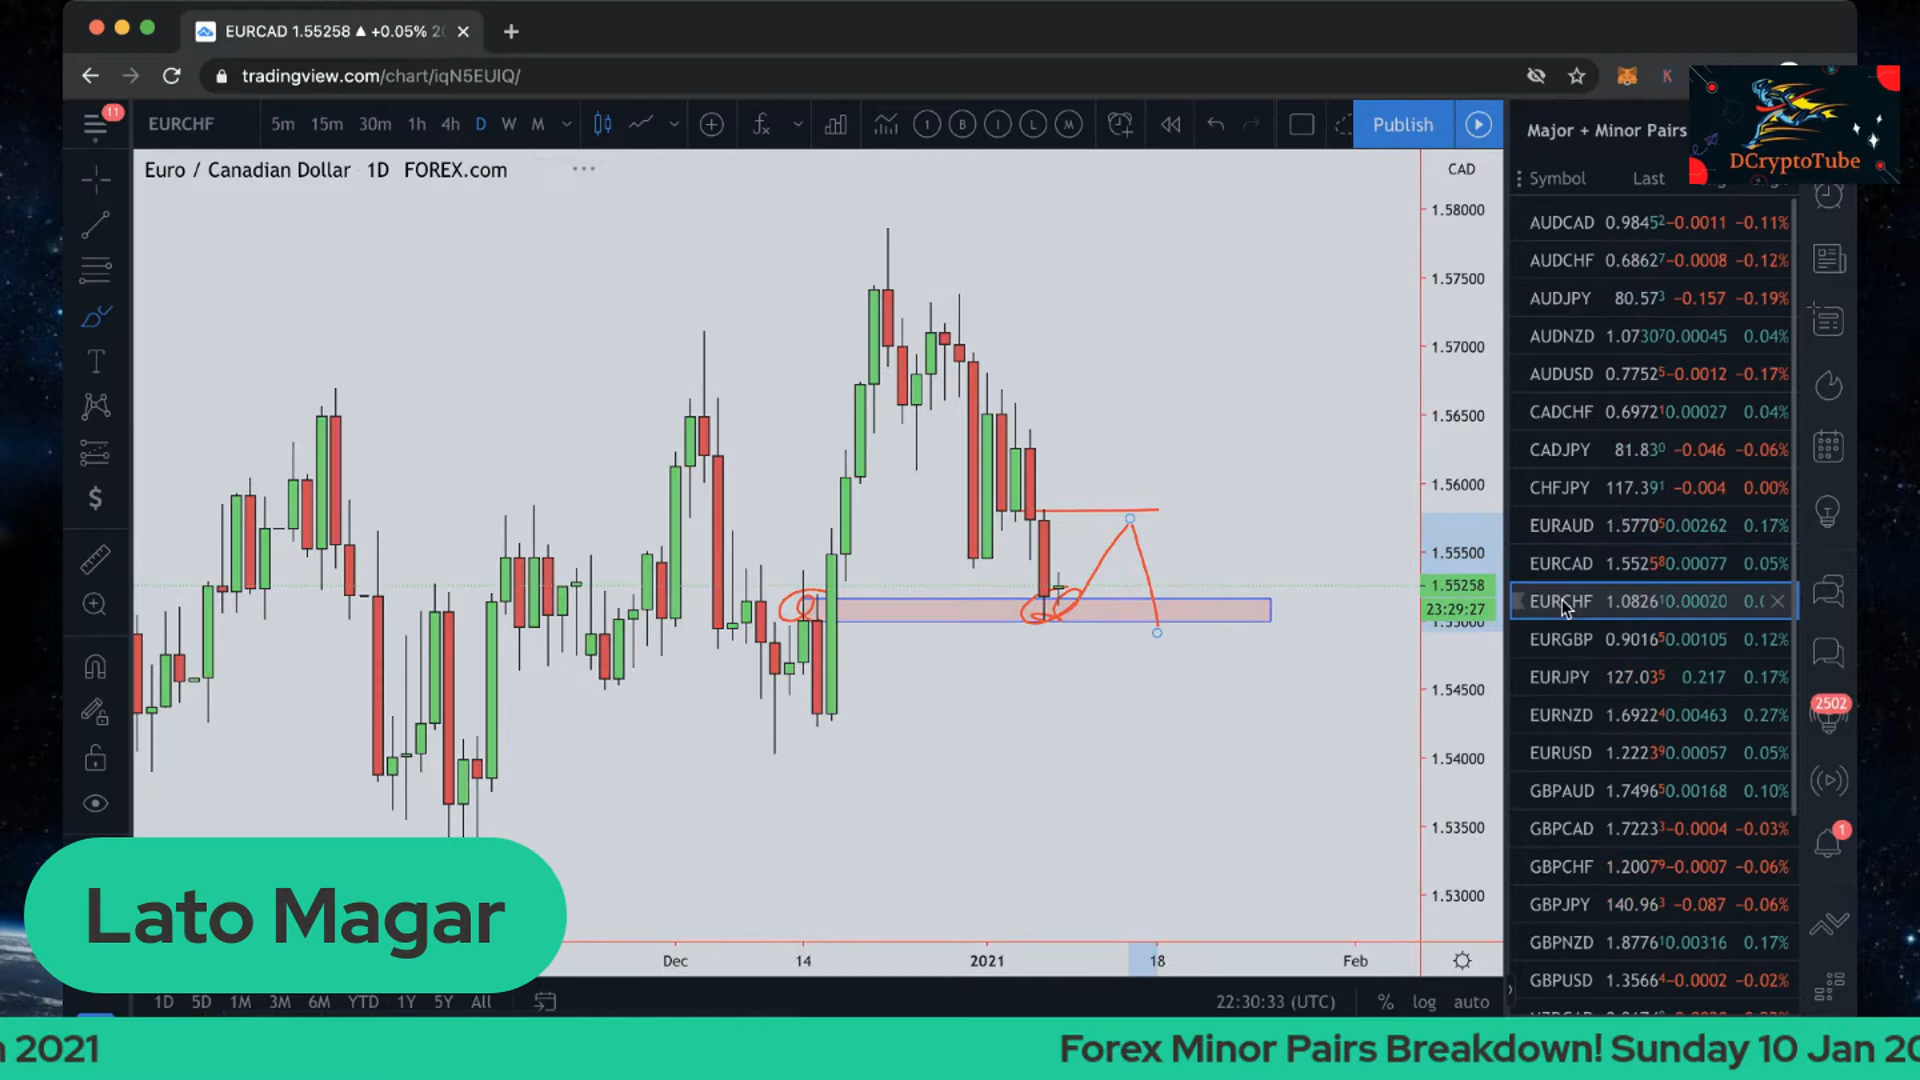 EURCAD 1.55258 ▲ +0.05% 2
tradingview.com/chart/iqN5EUIQ/
11
EURCHF 5m 15m 30m 1h 4h D W M
1 B I L M
Publish
Major + Minor Pairs
DCryptoTube
Euro / Canadian Dollar 1D FOREX.com
CAD
Symbol Last
1.58000
1.57500
1.57000
1.56500
1.56000
1.55500
1.55258
23:29:27
1.54500
1.54000
1.53500
1.53000
AUDCAD 0.98452 -0.0011 -0.11%
AUDCHF 0.68627 -0.0008 -0.12%
AUDJPY 80.573 -0.157 -0.19%
AUDNZD 1.07307 0.00045 0.04%
AUDUSD 0.77525 -0.0012 -0.17%
CADCHF 0.69721 0.00027 0.04%
CADJPY 81.830 -0.046 -0.06%
CHFJPY 117.391 -0.004 0.00%
EURAUD 1.57705 0.00262 0.17%
EURCAD 1.55258 0.00077 0.05%
EURCHF 1.08261 0.00020 0.0
EURGBP 0.90165 0.00105 0.12%
EURJPY 127.035 0.217 0.17%
EURNZD 1.69224 0.00463 0.27%
EURUSD 1.22239 0.00057 0.05%
GBPAUD 1.74965 0.00168 0.10%
GBPCAD 1.72233 -0.0004 -0.03%
GBPCHF 1.20079 -0.0007 -0.06%
GBPJPY 140.963 -0.087 -0.06%
GBPNZD 1.87761 0.00316 0.17%
GBPUSD 1.35664 -0.0002 -0.02%
2502
1
Dec 14 2021 18 Feb
1D 5D 1M 3M 6M YTD 1Y 5Y All
22:30:33 (UTC) % log auto
Lato Magar
2021
Forex Minor Pairs Breakdown! Sunday 10 Jan 20